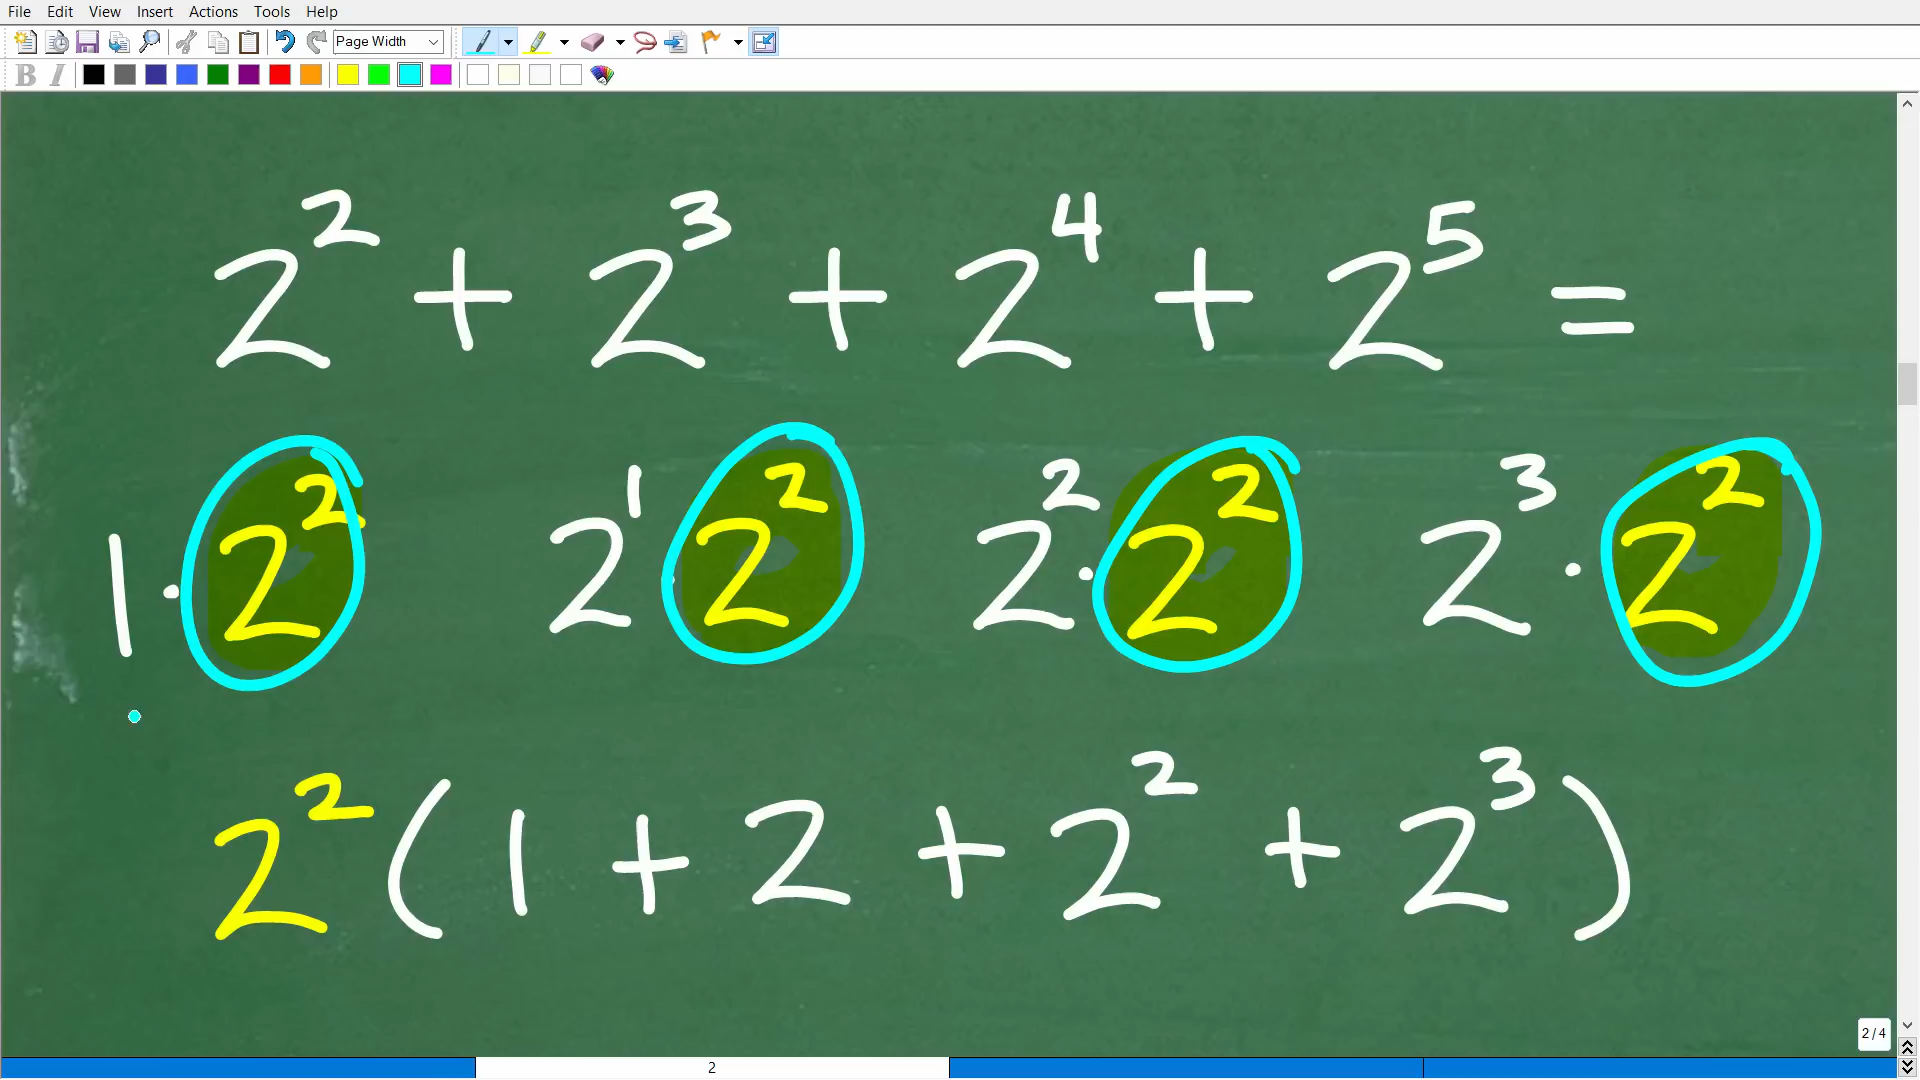 File Edit View Insert Actions Tools Help
Page Width
B I
2² + 2³ + 2⁴ + 2⁵ =
1 · 2² 2¹ 2² 2² · 2² 2³ · 2²
2² ( 1 + 2 + 2² + 2³ )
2 / 4
2